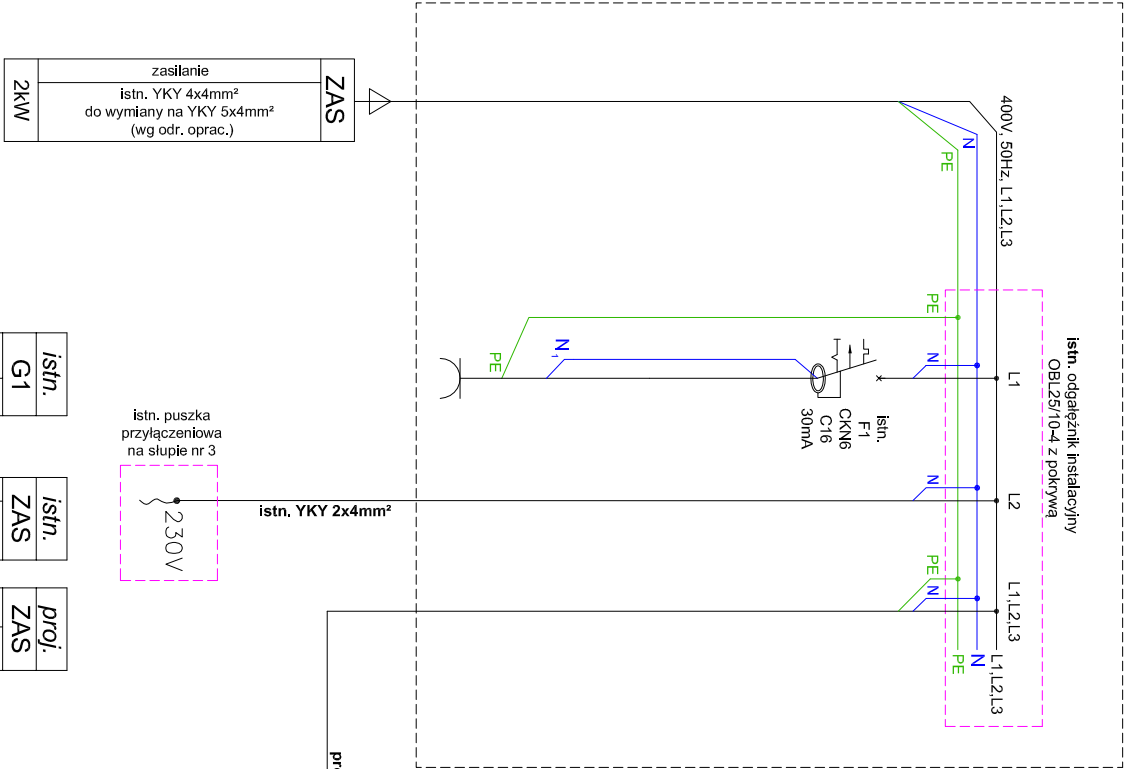 400V, 50Hz, L1,L2,L3
N
PE
istn. odgałęźnik instalacyjny
OBL25/10-4 z pokrywą
PE
N
L1
N
L2
PE
N
L1,L2,L3
L1,L2,L3
N
PE
istn.
F1
CKN6
C16
30mA
N1
PE
ZAS
zasilanie
istn. YKY 4x4mm²
do wymiany na YKY 5x4mm²
(wg odr. oprac.)
2kW
istn. puszka
przyłączeniowa
na słupie nr 3
230V
istn. YKY 2x4mm²
istn.
G1
istn.
ZAS
proj.
ZAS